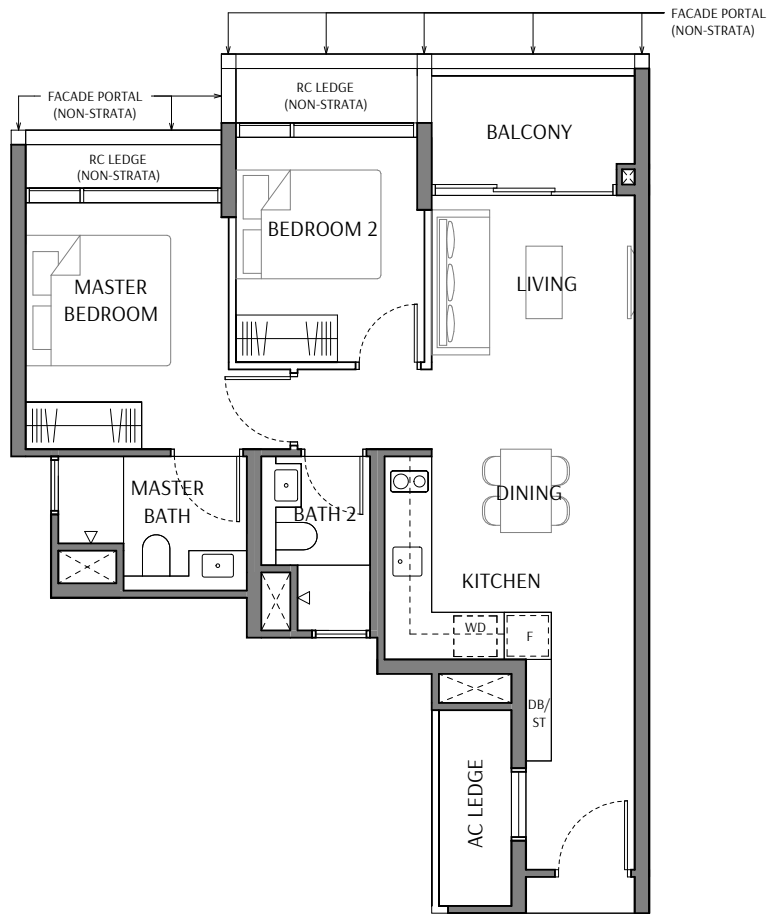 FACADE PORTAL
(NON-STRATA)
RC LEDGE
(NON-STRATA)
FACADE PORTAL
(NON-STRATA)
BALCONY
RC LEDGE
(NON-STRATA)
BEDROOM 2
MASTER
BEDROOM
LIVING
MASTER
BATH
BATH 2
DINING
KITCHEN
WD
F
DB/
ST
AC LEDGE